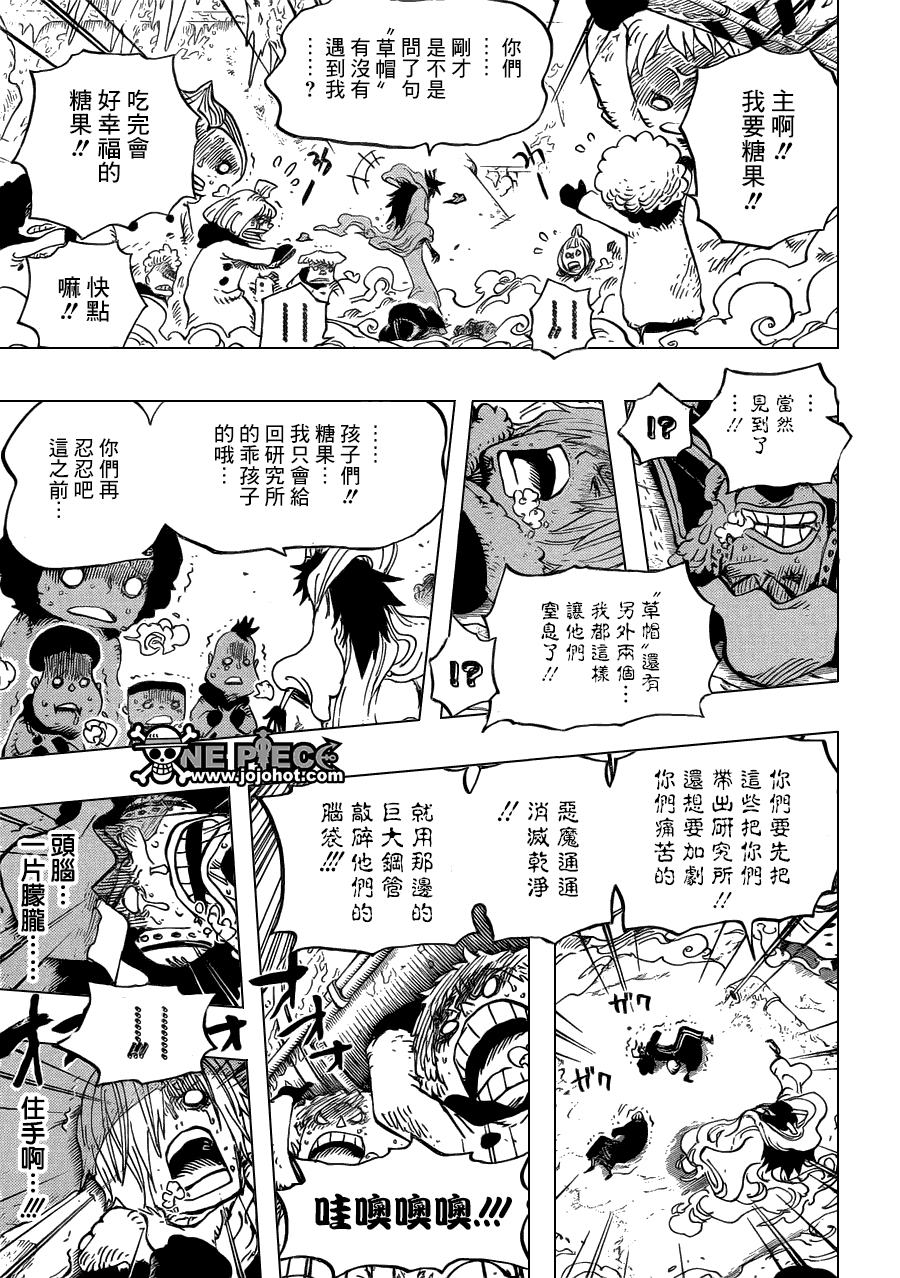 主啊!!
我要糖果!!
你們
……
剛才
是不是
問了句
〝草帽〞
有沒有
遇到我
……?
吃完會
好幸福的
糖果!!
快點
嘛!!
……
當然
見到了
…!!
!?
〝草帽〞還有
另外兩個…
我都這樣
讓他們
窒息了!!
!?
……
孩子們!!
糖果…
我只會給
回研究所
的乖孩子
的哦…
你們再
忍忍吧
這之前…
你們要先把
這些把你們
帶出研究所!!
還想要加劇
你們痛苦的
惡魔通通
消滅乾淨
!!
就用那邊的
巨大鋼管
敲碎他們的
腦袋!!!
ガク
オオ
哇噢噢噢!!!
頭腦…
一片朦朧……
…………!!!
住手啊…!!!
ONE PIECE
www.jojohot.com